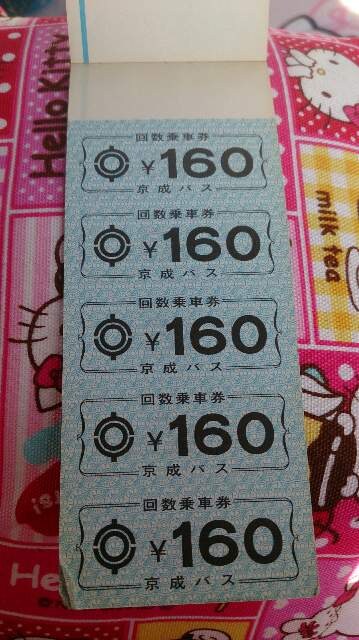 Hello Kitty
回数乗車券
¥160
京成バス
回数乗車券
¥160
京成バス
回数乗車券
¥160
京成バス
回数乗車券
¥160
京成バス
回数乗車券
¥160
京成バス
milk tea
Hello